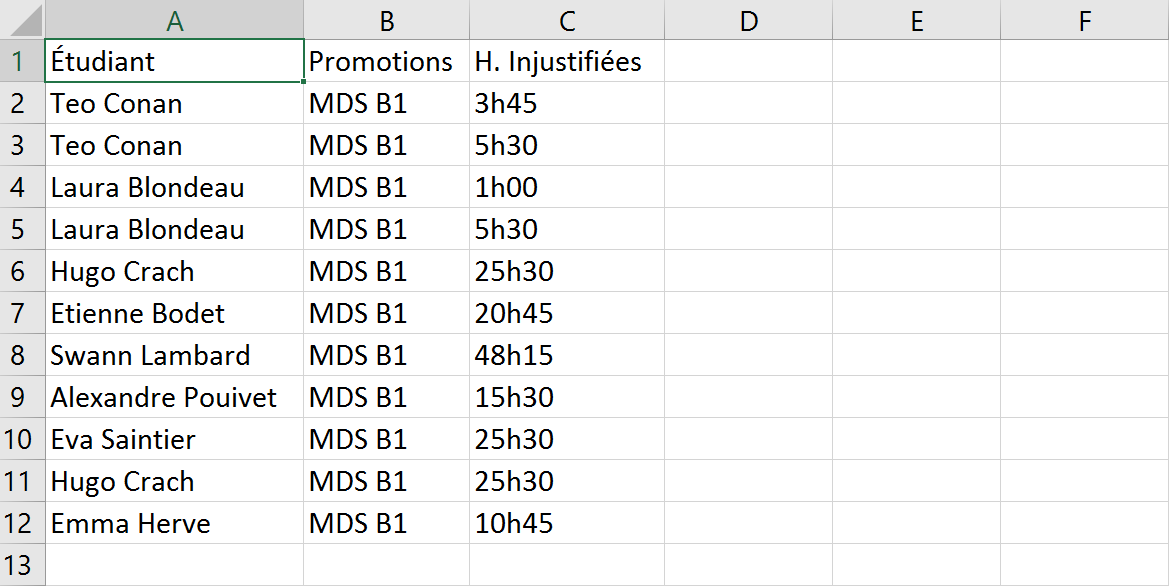 A B C D E F
1 Étudiant Promotions H. Injustifiées
2 Teo Conan MDS B1 3h45
3 Teo Conan MDS B1 5h30
4 Laura Blondeau MDS B1 1h00
5 Laura Blondeau MDS B1 5h30
6 Hugo Crach MDS B1 25h30
7 Etienne Bodet MDS B1 20h45
8 Swann Lambard MDS B1 48h15
9 Alexandre Pouivet MDS B1 15h30
10 Eva Saintier MDS B1 25h30
11 Hugo Crach MDS B1 25h30
12 Emma Herve MDS B1 10h45
13